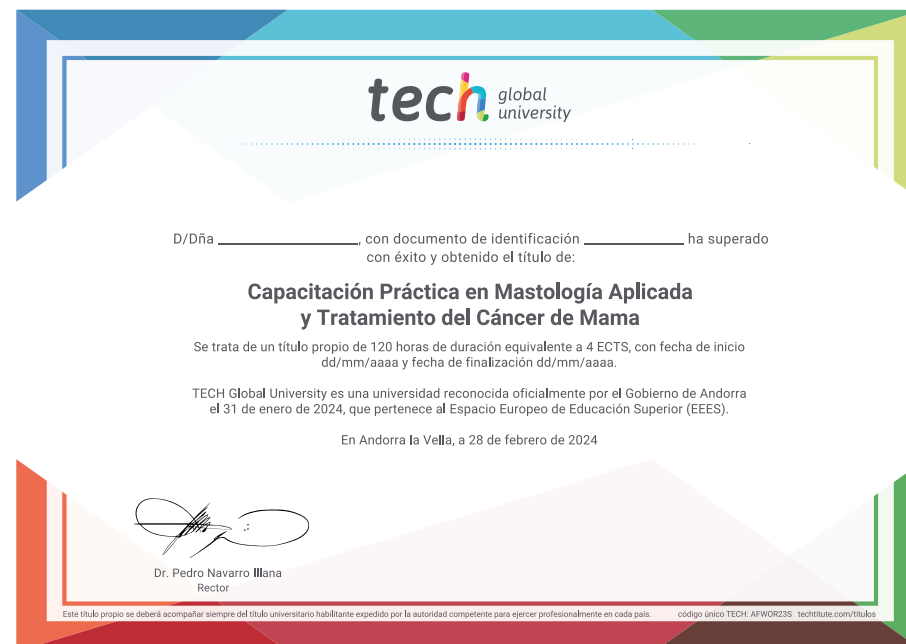 tech global university
D/Dña ____________________, con documento de identificación ______________ ha superado
con éxito y obtenido el título de:
Capacitación Práctica en Mastología Aplicada
y Tratamiento del Cáncer de Mama
Se trata de un título propio de 120 horas de duración equivalente a 4 ECTS, con fecha de inicio
dd/mm/aaaa y fecha de finalización dd/mm/aaaa.
TECH Global University es una universidad reconocida oficialmente por el Gobierno de Andorra
el 31 de enero de 2024, que pertenece al Espacio Europeo de Educación Superior (EEES).
En Andorra la Vella, a 28 de febrero de 2024
Dr. Pedro Navarro Illana
Rector
Este título propio se deberá acompañar siempre del título universitario habilitante expedido por la autoridad competente para ejercer profesionalmente en cada país. código único TECH: AFWOR23S techtitute.com/titulos